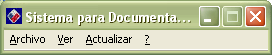 Sistema para Documenta...
Archivo Ver Actualizar ?